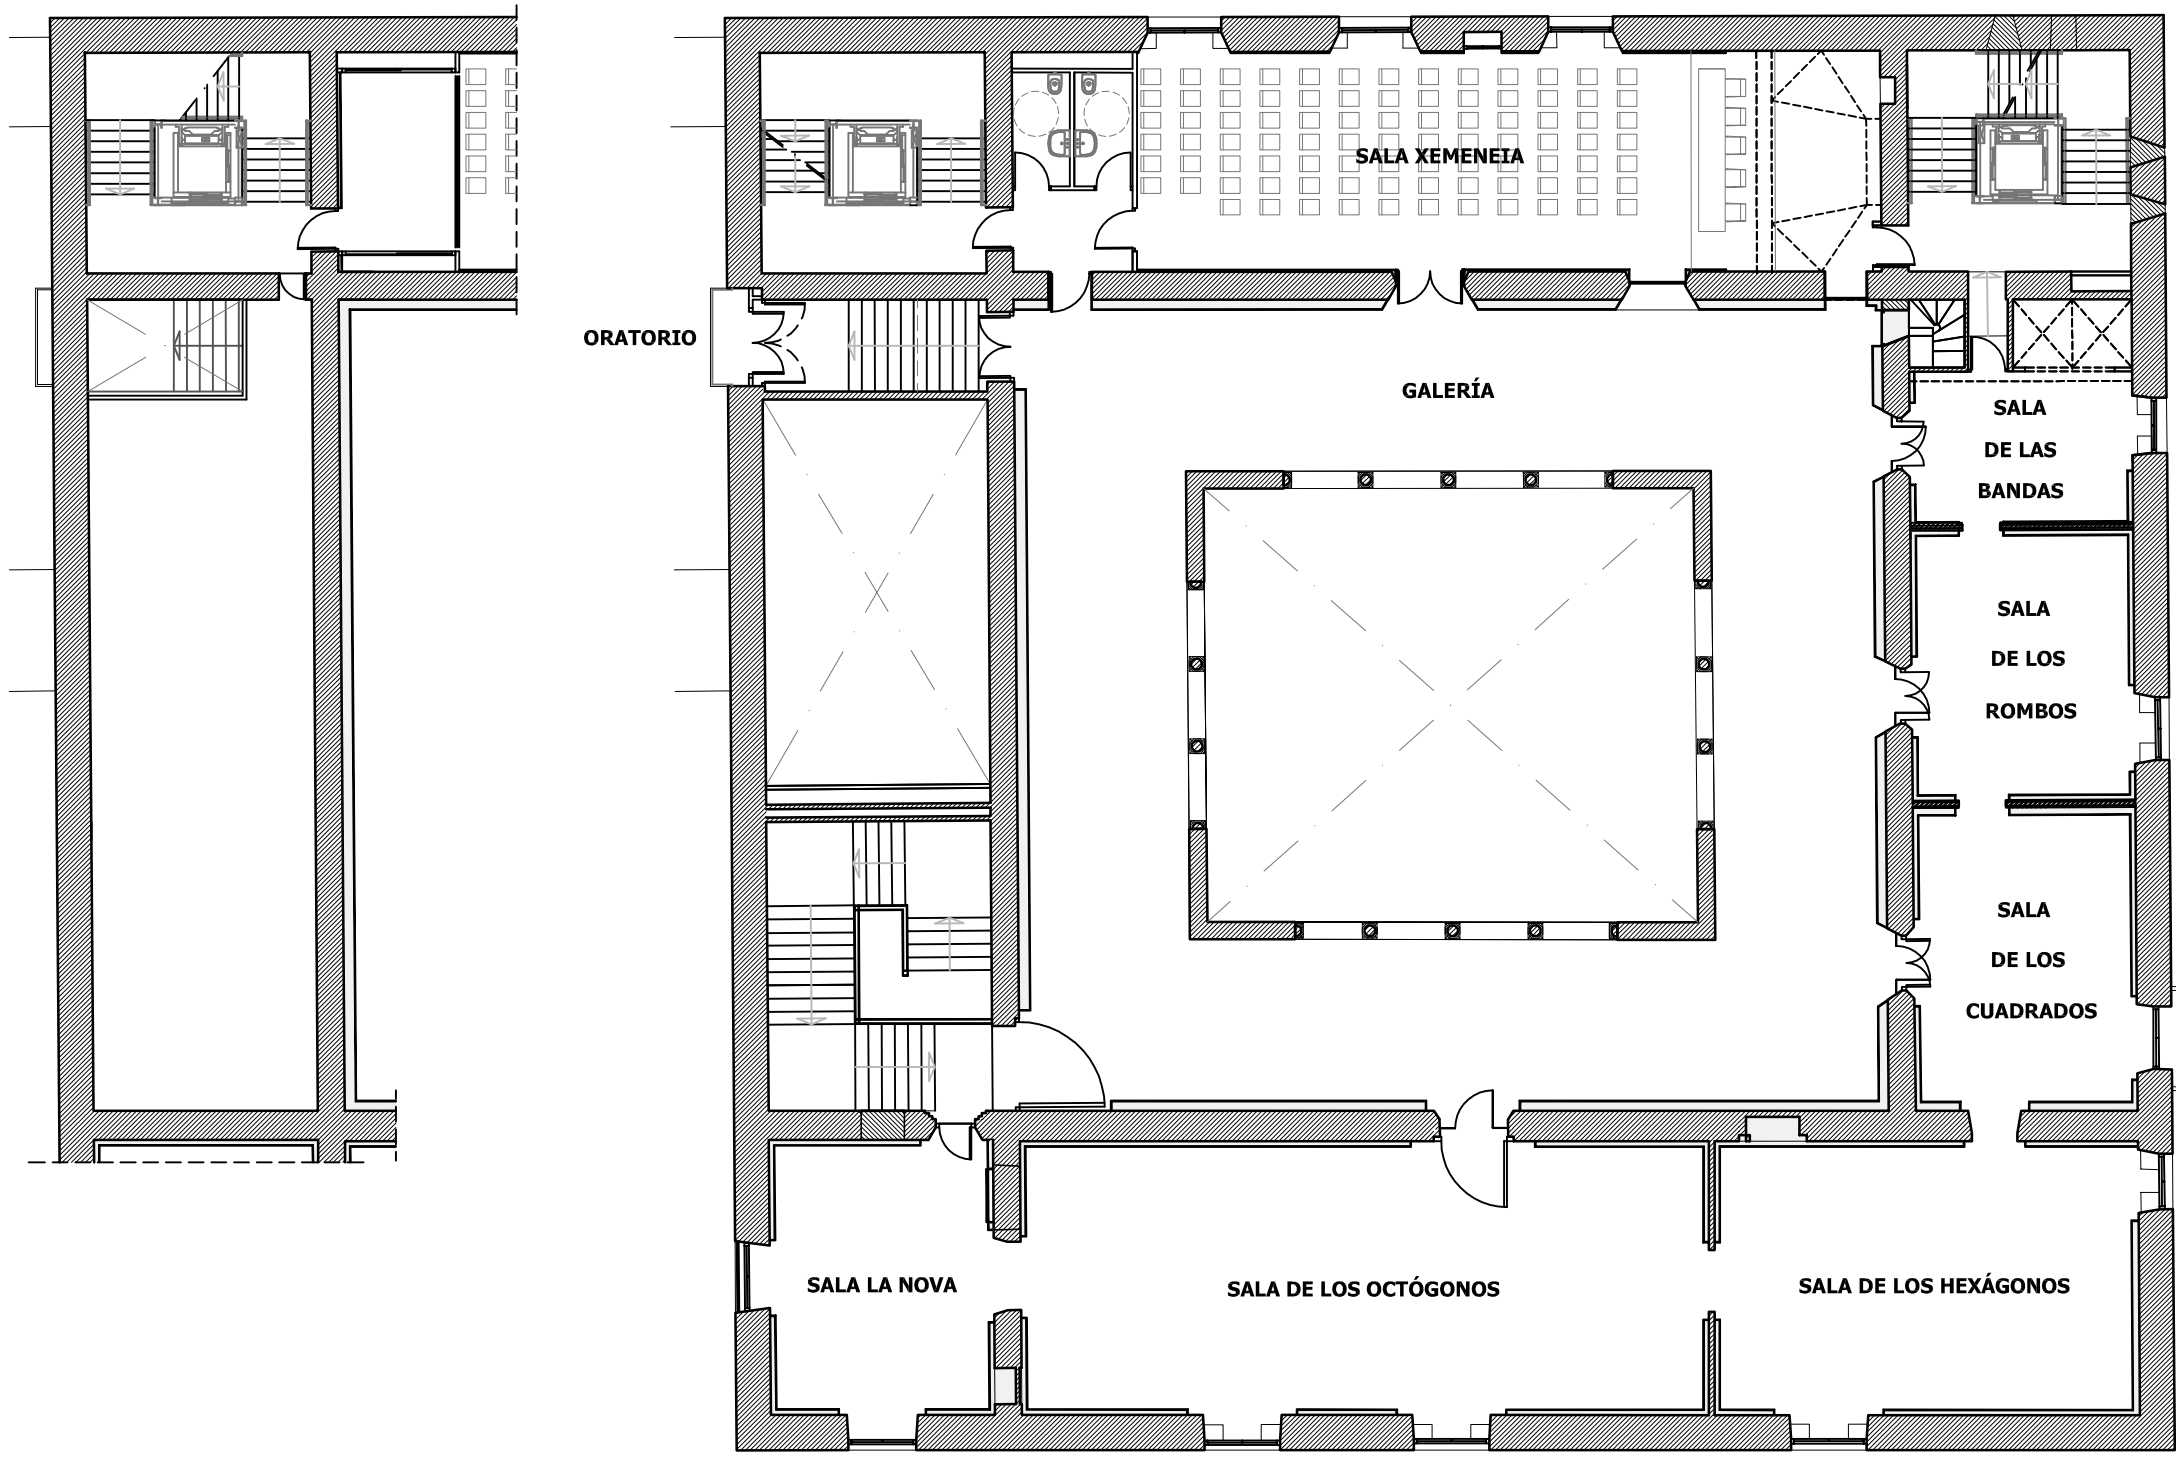 SALA XEMENEIA
ORATORIO
GALERÍA
SALA
DE LAS
BANDAS
SALA
DE LOS
ROMBOS
SALA
DE LOS
CUADRADOS
SALA LA NOVA
SALA DE LOS OCTÓGONOS
SALA DE LOS HEXÁGONOS